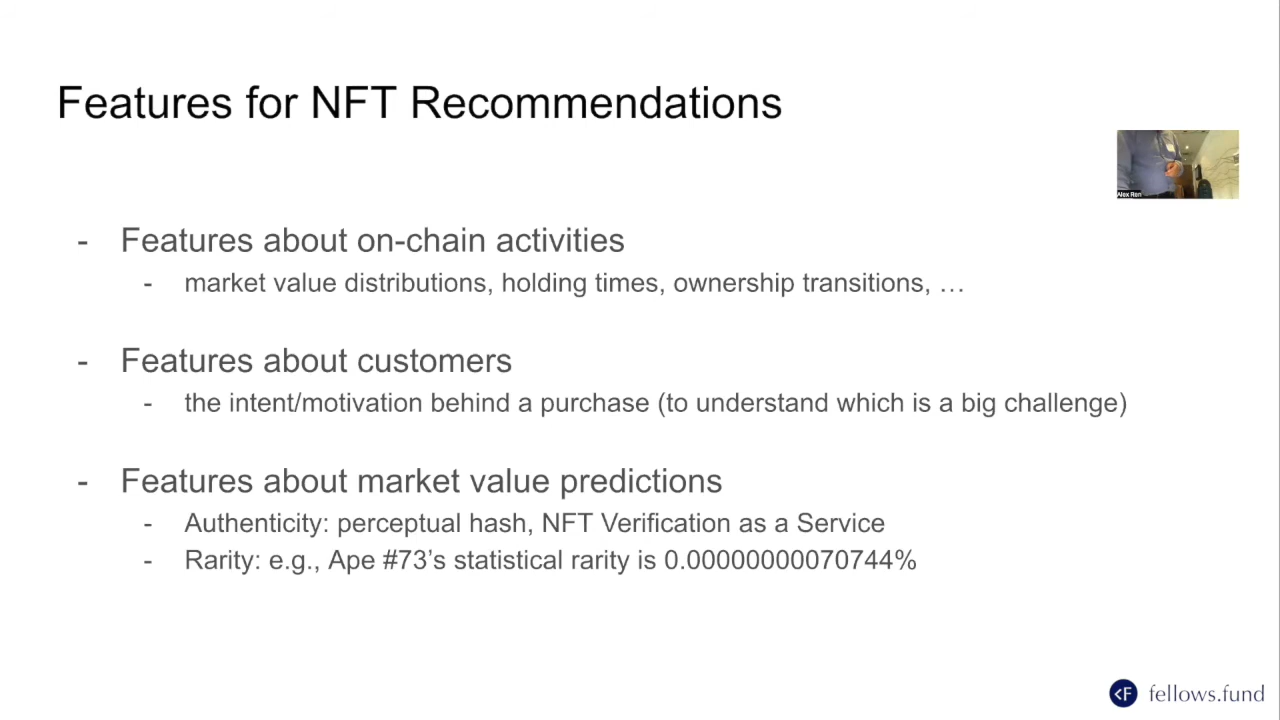 Features for NFT Recommendations
Alex Ren
- Features about on-chain activities
- market value distributions, holding times, ownership transitions, …
- Features about customers
- the intent/motivation behind a purchase (to understand which is a big challenge)
- Features about market value predictions
- Authenticity: perceptual hash, NFT Verification as a Service
- Rarity: e.g., Ape #73’s statistical rarity is 0.00000000070744%
<F fellows.fund